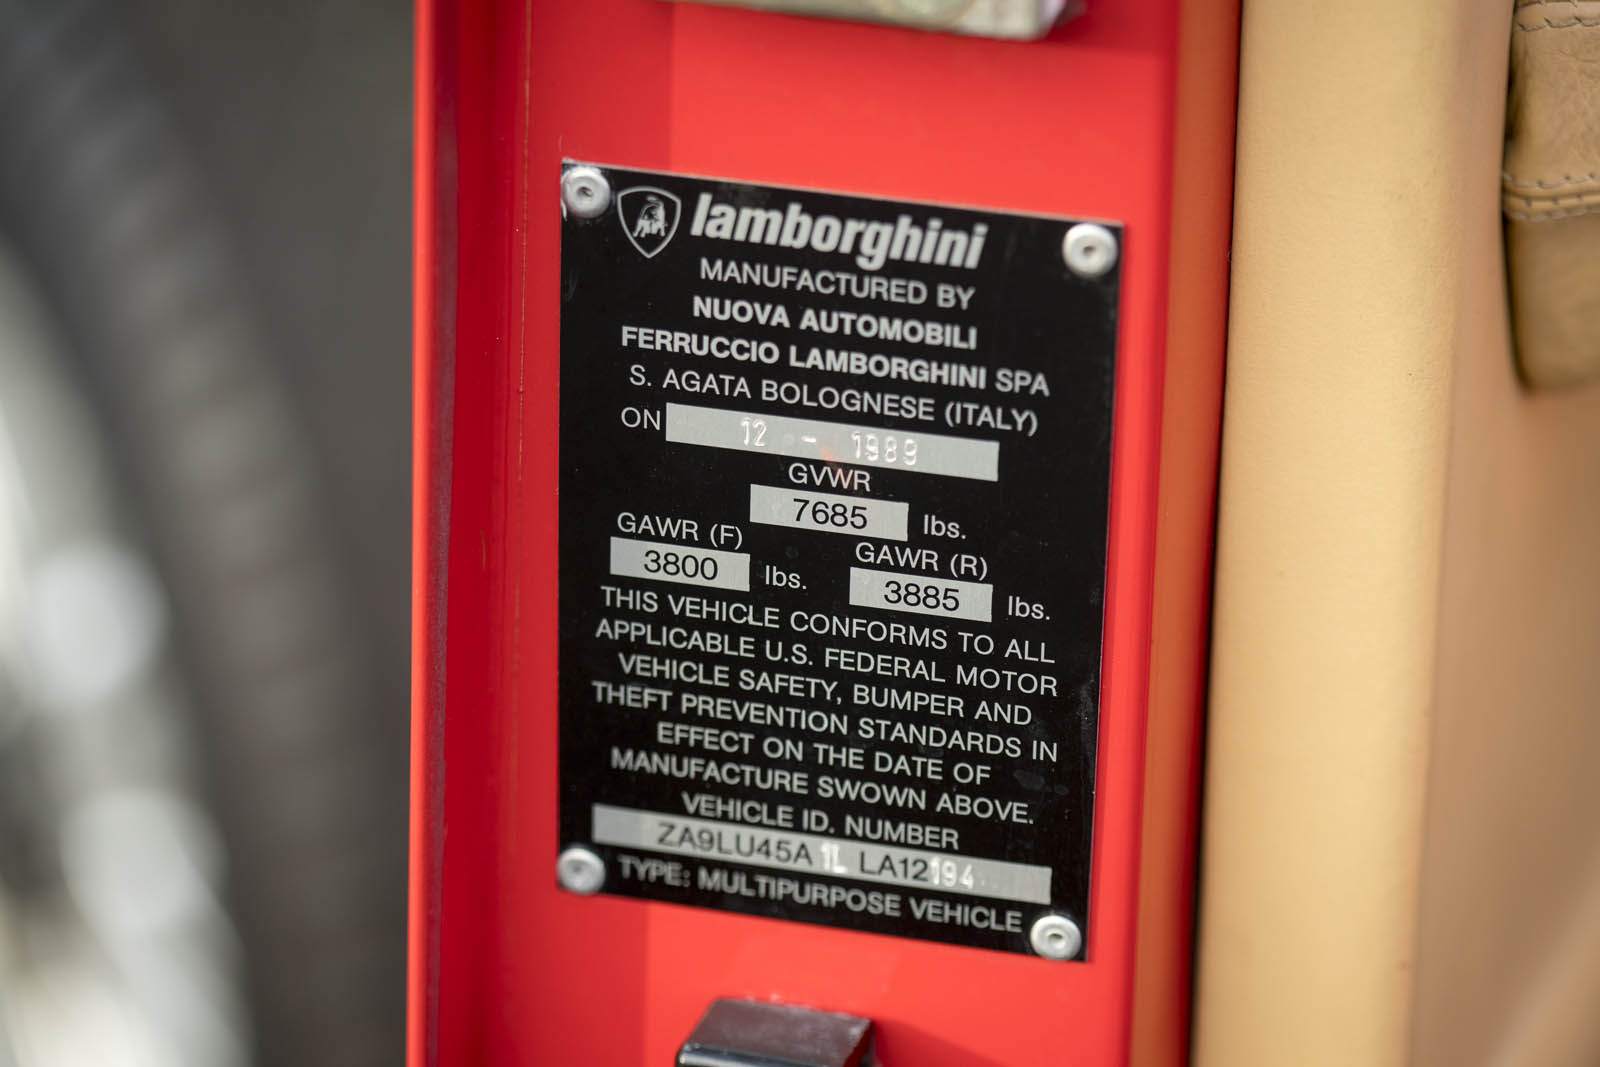 lamborghini
MANUFACTURED BY
NUOVA AUTOMOBILI
FERRUCCIO LAMBORGHINI SPA
S. AGATA BOLOGNESE (ITALY)
ON 12 - 1989
GVWR
7685 lbs.
GAWR (F) GAWR (R)
3800 lbs. 3885 lbs.
THIS VEHICLE CONFORMS TO ALL
APPLICABLE U.S. FEDERAL MOTOR
VEHICLE SAFETY, BUMPER AND
THEFT PREVENTION STANDARDS IN
EFFECT ON THE DATE OF
MANUFACTURE SWOWN ABOVE.
VEHICLE ID. NUMBER
ZA9LU45A1L LA12194
TYPE: MULTIPURPOSE VEHICLE